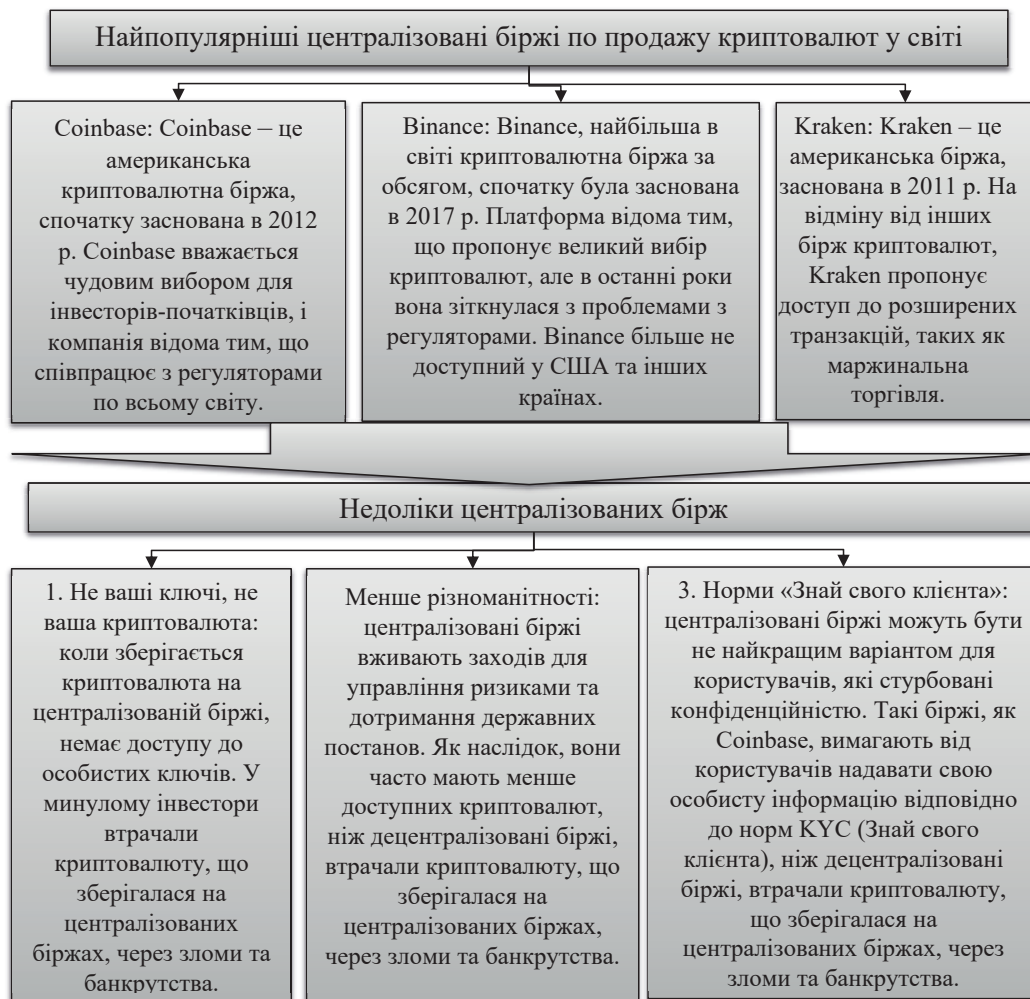 Найпопулярніші централізовані біржі по продажу криптовалют у світі
Coinbase: Coinbase – це
американська
криптовалютна біржа,
спочатку заснована в 2012
р. Coinbase вважається
чудовим вибором для
інвесторів-початківців, і
компанія відома тим, що
співпрацює з регуляторами
по всьому світу.
Binance: Binance, найбільша в
світі криптовалютна біржа за
обсягом, спочатку була заснована
в 2017 р. Платформа відома тим,
що пропонує великий вибір
криптовалют, але в останні роки
вона зіткнулася з проблемами з
регуляторами. Binance більше не
доступний у США та інших
країнах.
Kraken: Kraken – це
американська біржа,
заснована в 2011 р. На
відміну від інших
бірж криптовалют,
Kraken пропонує
доступ до розширених
транзакцій, таких як
маржинальна
торгівля.
Недоліки централізованих бірж
1. Не ваші ключі, не
ваша криптовалюта:
коли зберігається
криптовалюта на
централізованій біржі,
немає доступу до
особистих ключів. У
минулому інвестори
втрачали
криптовалюту, що
зберігалася на
централізованих
біржах, через зломи та
банкрутства.
Менше різноманітності:
централізовані біржі
вживають заходів для
управління ризиками та
дотримання державних
постанов. Як наслідок, вони
часто мають менше
доступних криптовалют,
ніж децентралізовані біржі,
втрачали криптовалюту, що
зберігалася на
централізованих біржах,
через зломи та банкрутства.
3. Норми «Знай свого клієнта»:
централізовані біржі можуть бути
не найкращим варіантом для
користувачів, які стурбовані
конфіденційністю. Такі біржі, як
Coinbase, вимагають від
користувачів надавати свою
особисту інформацію відповідно
до норм KYC (Знай свого
клієнта), ніж децентралізовані
біржі, втрачали криптовалюту,
що зберігалася на
централізованих біржах, через
зломи та банкрутства.